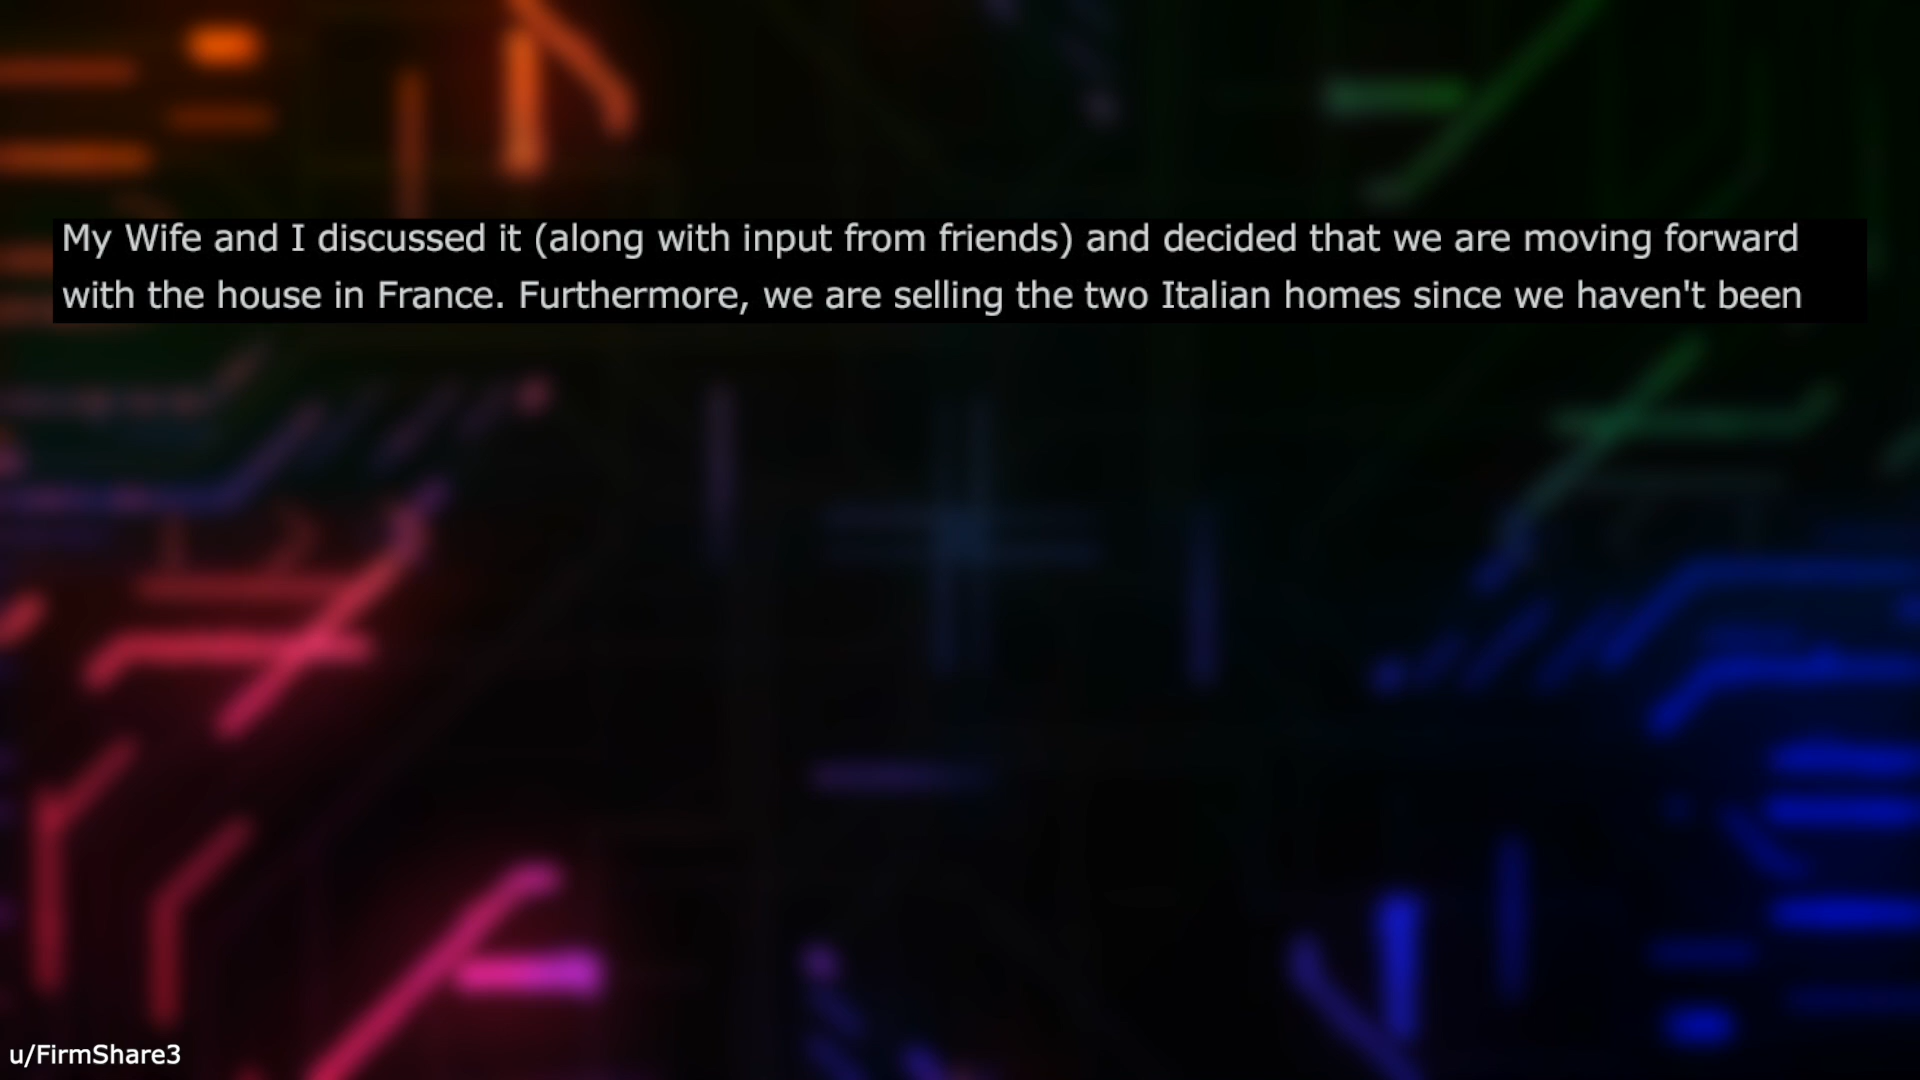 My Wife and I discussed it (along with input from friends) and decided that we are moving forward
with the house in France. Furthermore, we are selling the two Italian homes since we haven't been
u/FirmShare3